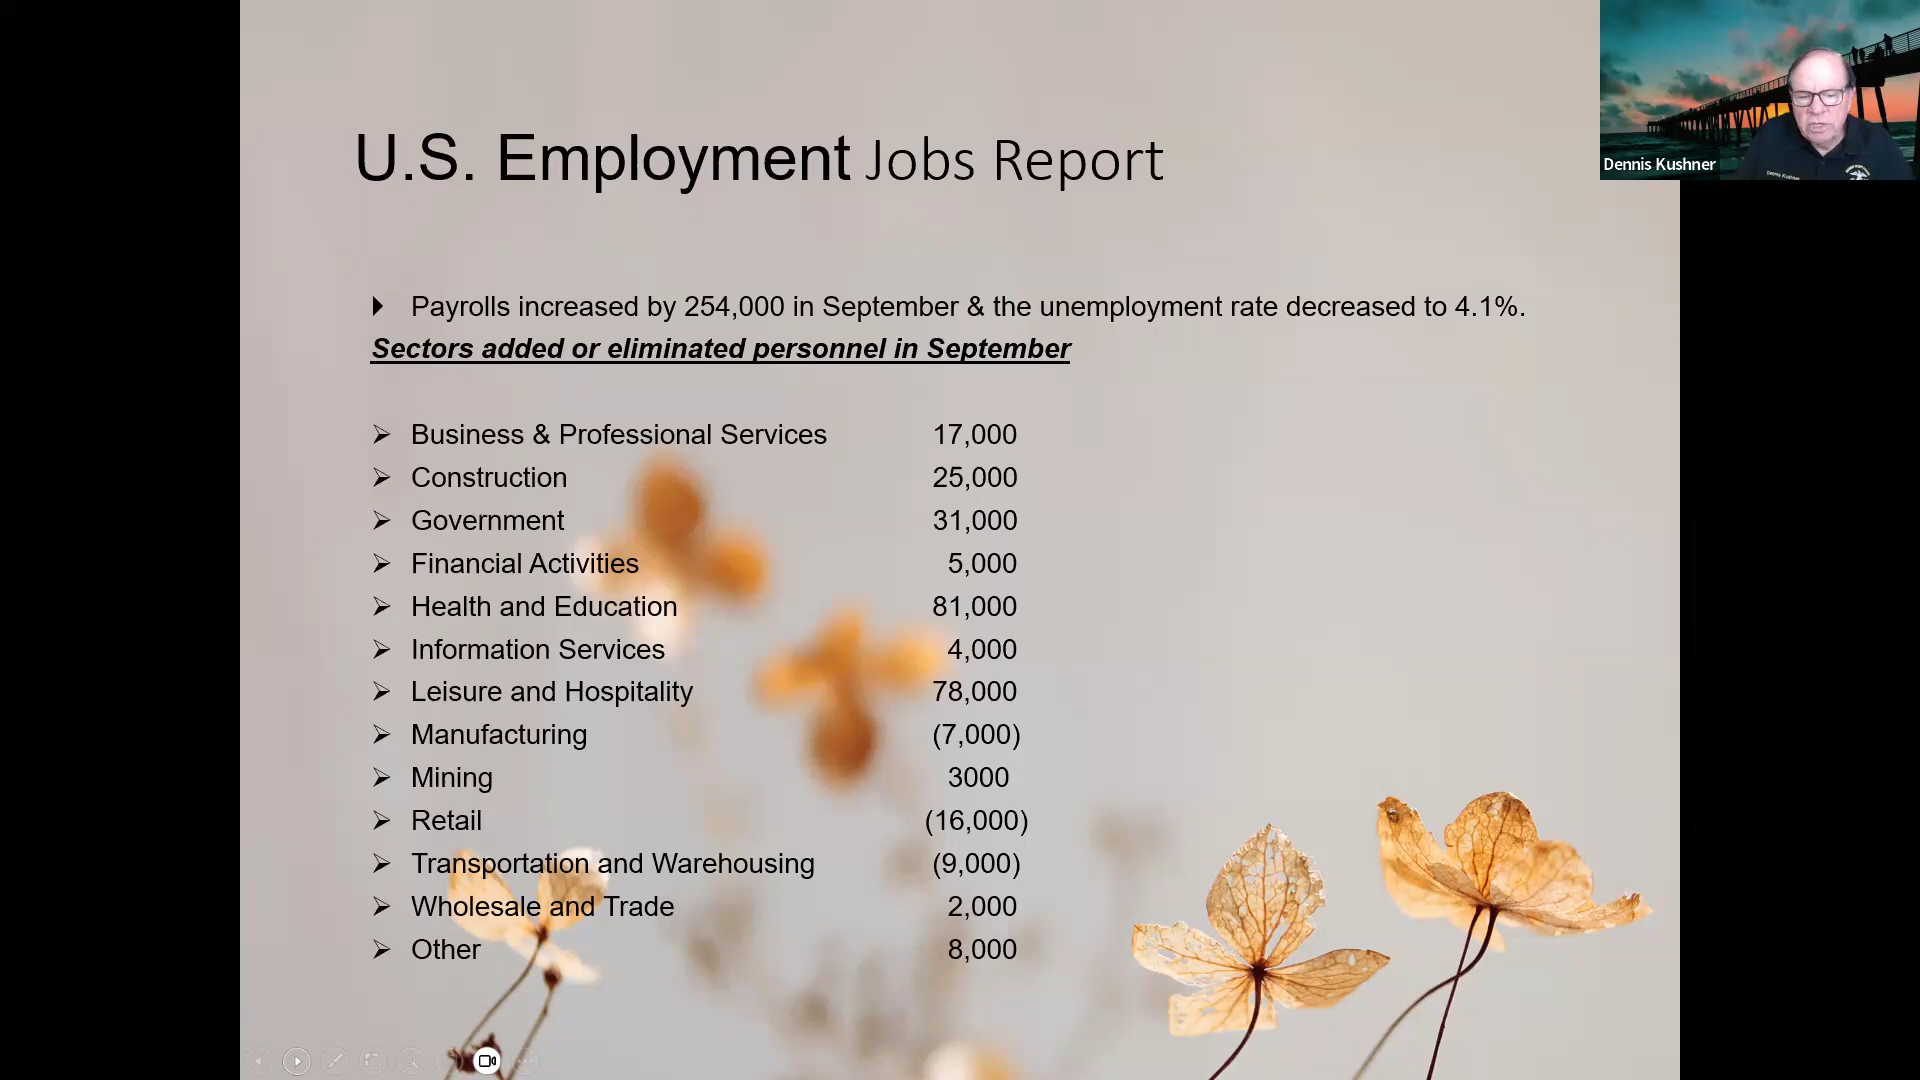 U.S. Employment Jobs Report
Dennis Kushner
Payrolls increased by 254,000 in September & the unemployment rate decreased to 4.1%.
Sectors added or eliminated personnel in September
Business & Professional Services 17,000
Construction 25,000
Government 31,000
Financial Activities 5,000
Health and Education 81,000
Information Services 4,000
Leisure and Hospitality 78,000
Manufacturing (7,000)
Mining 3000
Retail (16,000)
Transportation and Warehousing (9,000)
Wholesale and Trade 2,000
Other 8,000